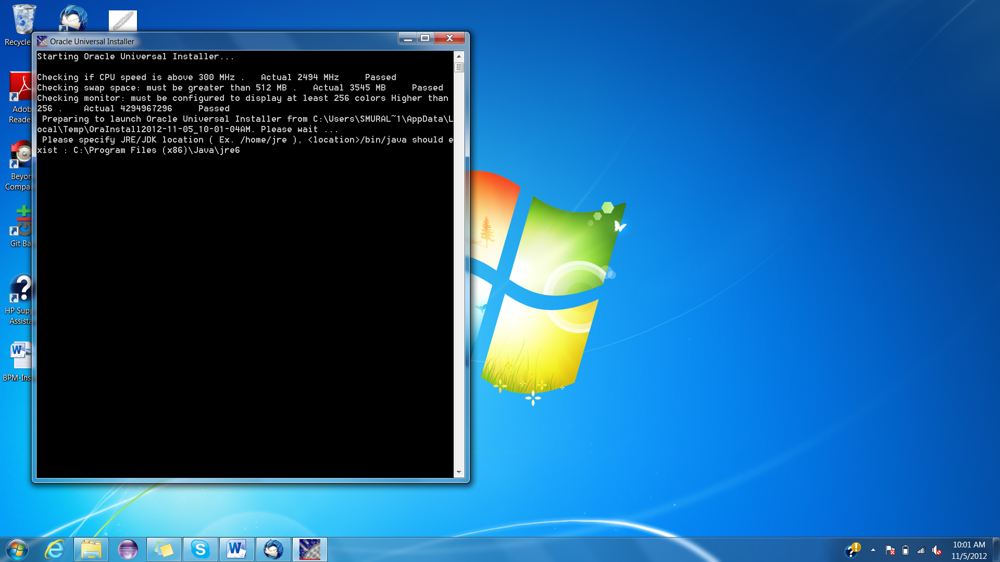 Recycle
Oracle Universal Installer
Starting Oracle Universal Installer...
Checking if CPU speed is above 300 MHz .   Actual 2494 MHz     Passed
Checking swap space: must be greater than 512 MB .   Actual 3545 MB     Passed
Checking monitor: must be configured to display at least 256 colors Higher than
256 .    Actual 4294967296     Passed
 Preparing to launch Oracle Universal Installer from C:\Users\SMURAL~1\AppData\L
ocal\Temp\OraInstall2012-11-05_10-01-04AM. Please wait ...
 Please specify JRE/JDK location ( Ex. /home/jre ), <location>/bin/java should e
xist : C:\Program Files (x86)\Java\jre6
Adob
Reade
Beyon
Compa
Git Ba
HP Supp
Assista
BPM-Ins
10:01 AM
11/5/2012